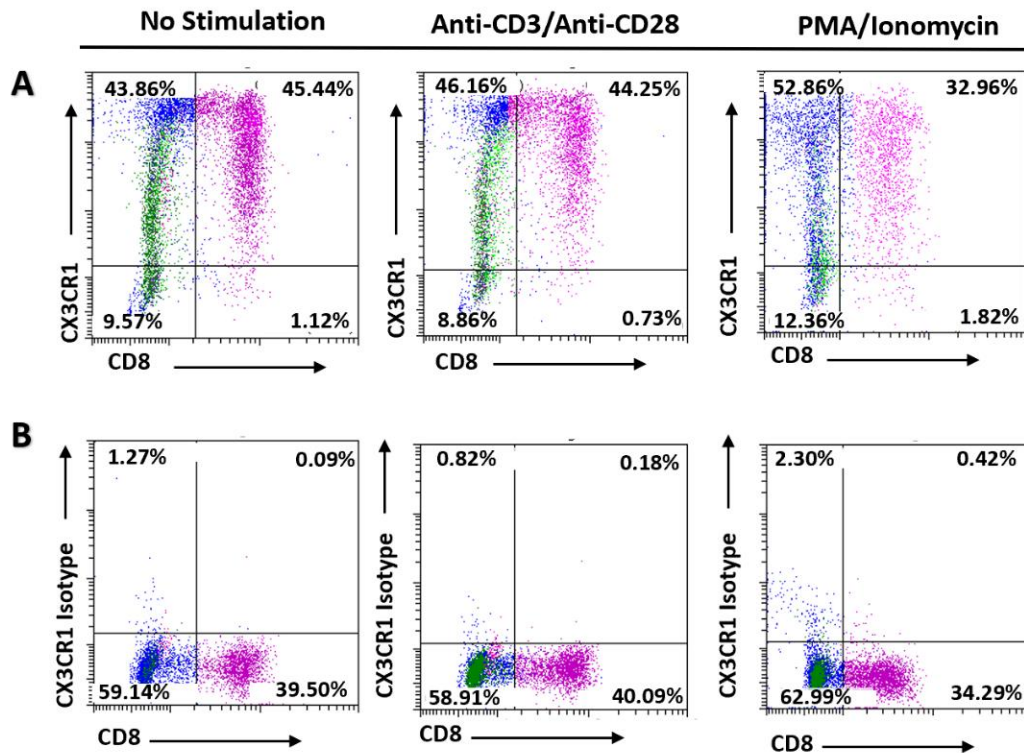 No Stimulation Anti-CD3/Anti-CD28 PMA/Ionomycin
A
43.86% 45.44% 46.16% 44.25% 52.86% 32.96%
CX3CR1 CX3CR1 CX3CR1
9.57% 1.12% 8.86% 0.73% 12.36% 1.82%
CD8 CD8 CD8
B
1.27% 0.09% 0.82% 0.18% 2.30% 0.42%
CX3CR1 Isotype CX3CR1 Isotype CX3CR1 Isotype
59.14% 39.50% 58.91% 40.09% 62.99% 34.29%
CD8 CD8 CD8